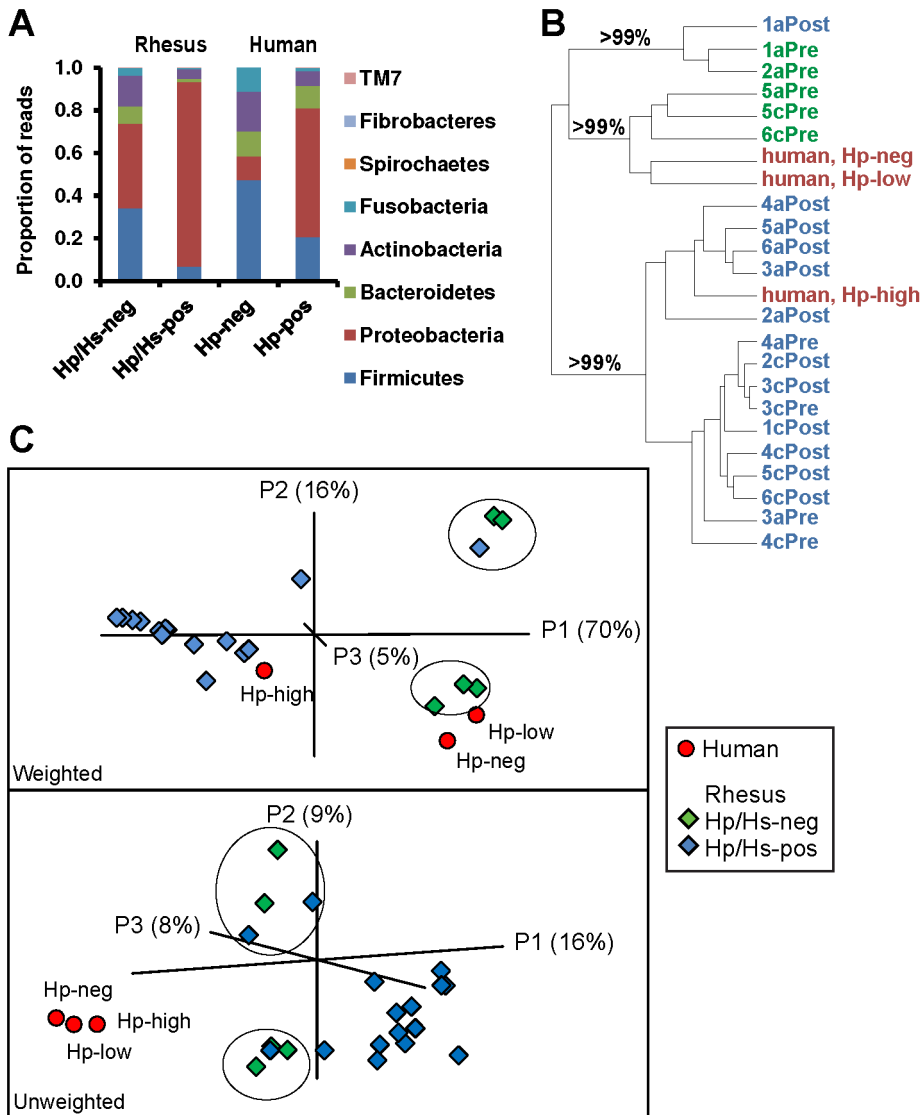 A
Rhesus Human
Proportion of reads
1.0
0.8
0.6
0.4
0.2
0.0
Hp/Hs-neg
Hp/Hs-pos
Hp-neg
Hp-pos
TM7
Fibrobacteres
Spirochaetes
Fusobacteria
Actinobacteria
Bacteroidetes
Proteobacteria
Firmicutes
B
>99%
>99%
>99%
1aPost
1aPre
2aPre
5aPre
5cPre
6cPre
human, Hp-neg
human, Hp-low
4aPost
5aPost
6aPost
3aPost
human, Hp-high
2aPost
4aPre
2cPost
3cPost
3cPre
1cPost
4cPost
5cPost
6cPost
3aPre
4cPre
C
P2 (16%)
P1 (70%)
P3 (5%)
Hp-high
Hp-low
Hp-neg
Weighted
P2 (9%)
P3 (8%)
P1 (16%)
Hp-neg
Hp-high
Hp-low
Unweighted
Human
Rhesus
Hp/Hs-neg
Hp/Hs-pos